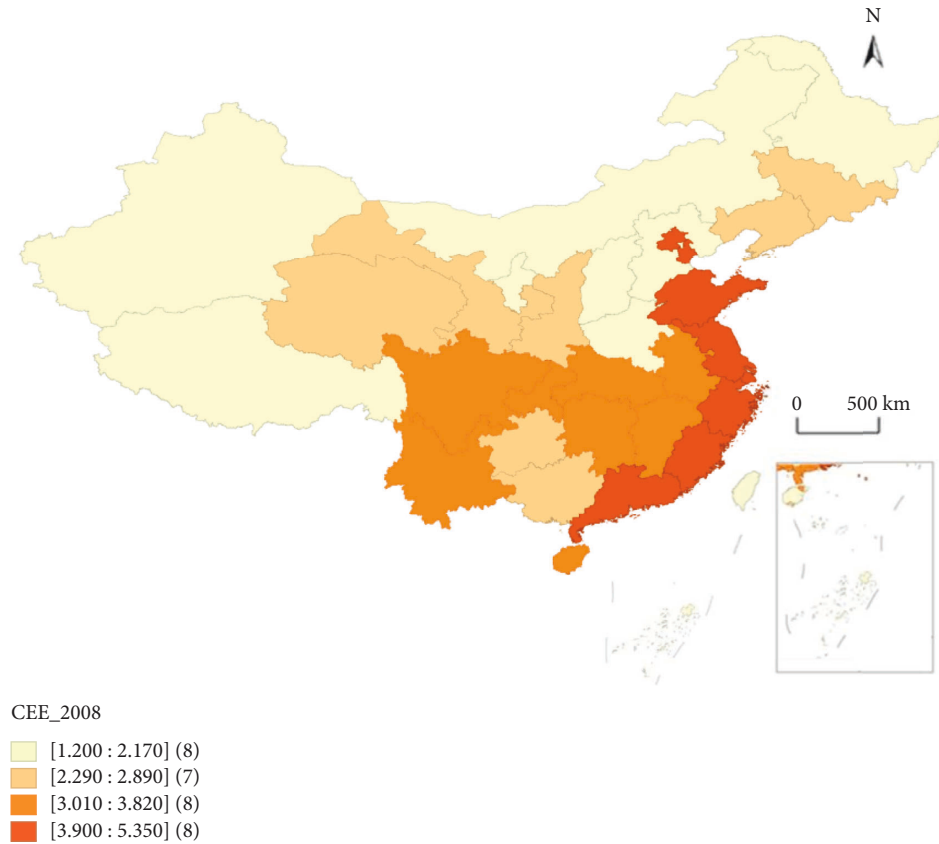 N
0 500 km
CEE_2008
[1.200 : 2.170] (8)
[2.290 : 2.890] (7)
[3.010 : 3.820] (8)
[3.900 : 5.350] (8)